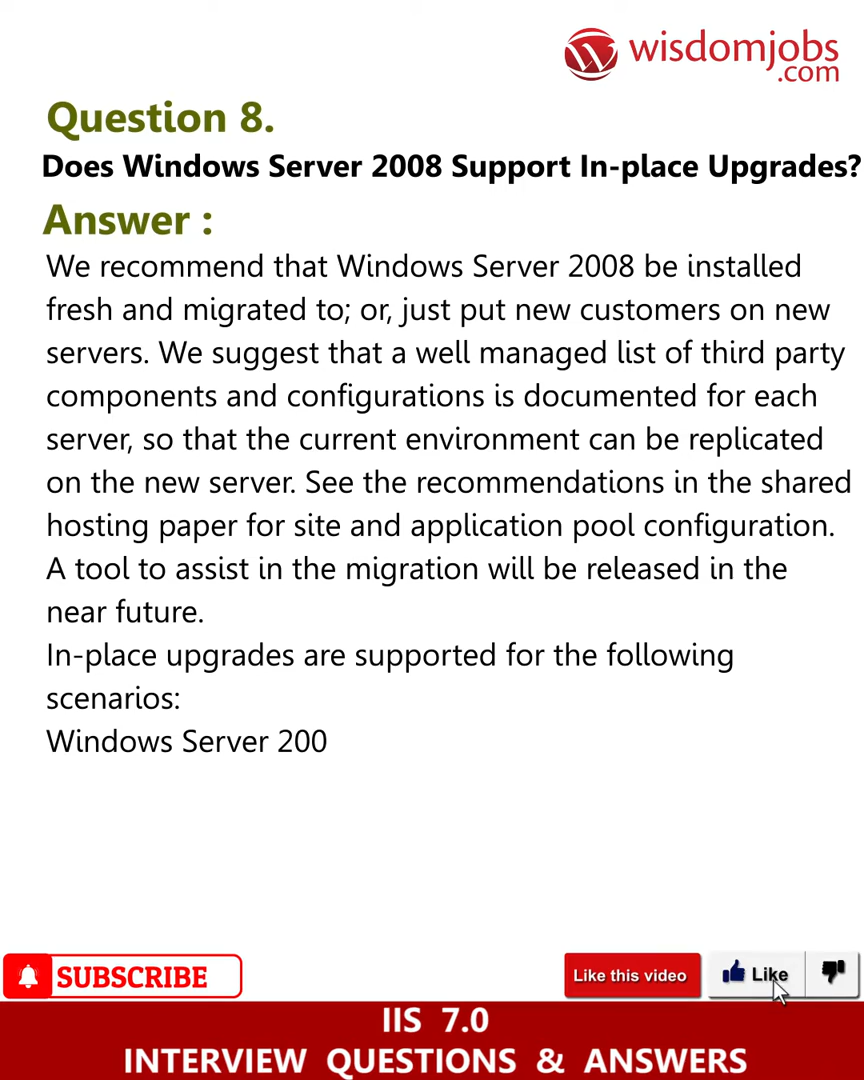 wisdomjobs
.com
Question 8.
Does Windows Server 2008 Support In-place Upgrades?
Answer :
We recommend that Windows Server 2008 be installed
fresh and migrated to; or, just put new customers on new
servers. We suggest that a well managed list of third party
components and configurations is documented for each
server, so that the current environment can be replicated
on the new server. See the recommendations in the shared
hosting paper for site and application pool configuration.
A tool to assist in the migration will be released in the
near future.
In-place upgrades are supported for the following
scenarios:
Windows Server 200
SUBSCRIBE
Like this video
Like
IIS 7.0
INTERVIEW QUESTIONS & ANSWERS